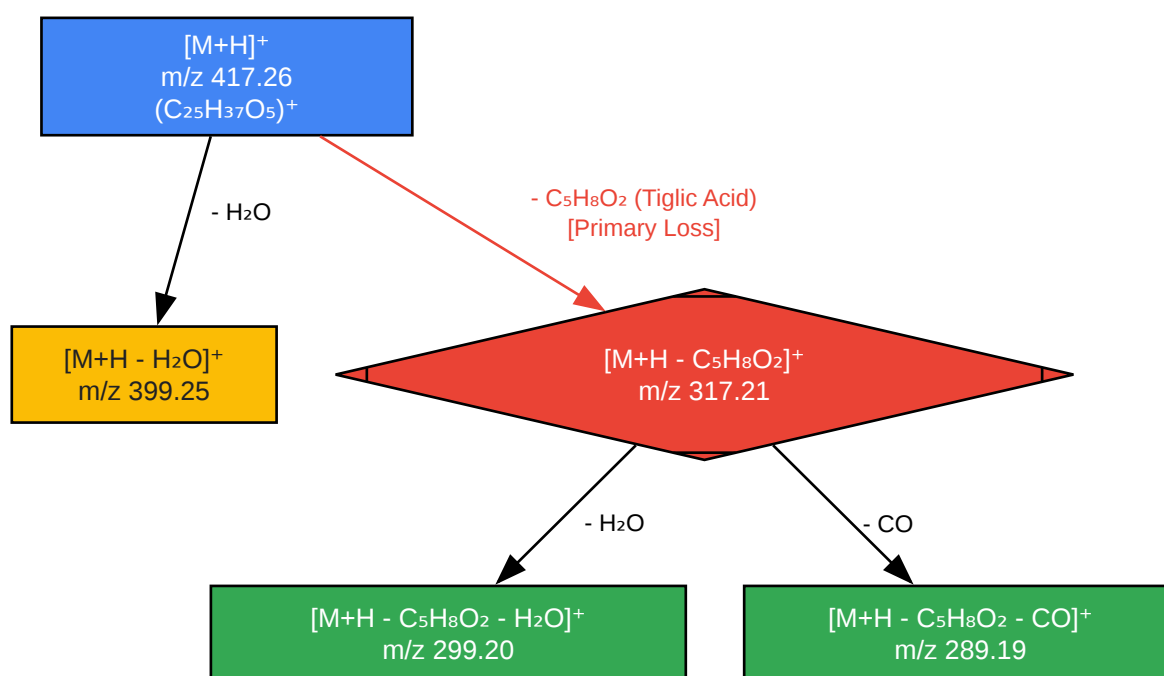 [M+H]⁺
m/z 417.26
(C₂₅H₃₇O₅)⁺
- H₂O
- C₅H₈O₂ (Tiglic Acid)
[Primary Loss]
[M+H - H₂O]⁺
m/z 399.25
[M+H - C₅H₈O₂]⁺
m/z 317.21
- H₂O
- CO
[M+H - C₅H₈O₂ - H₂O]⁺
m/z 299.20
[M+H - C₅H₈O₂ - CO]⁺
m/z 289.19